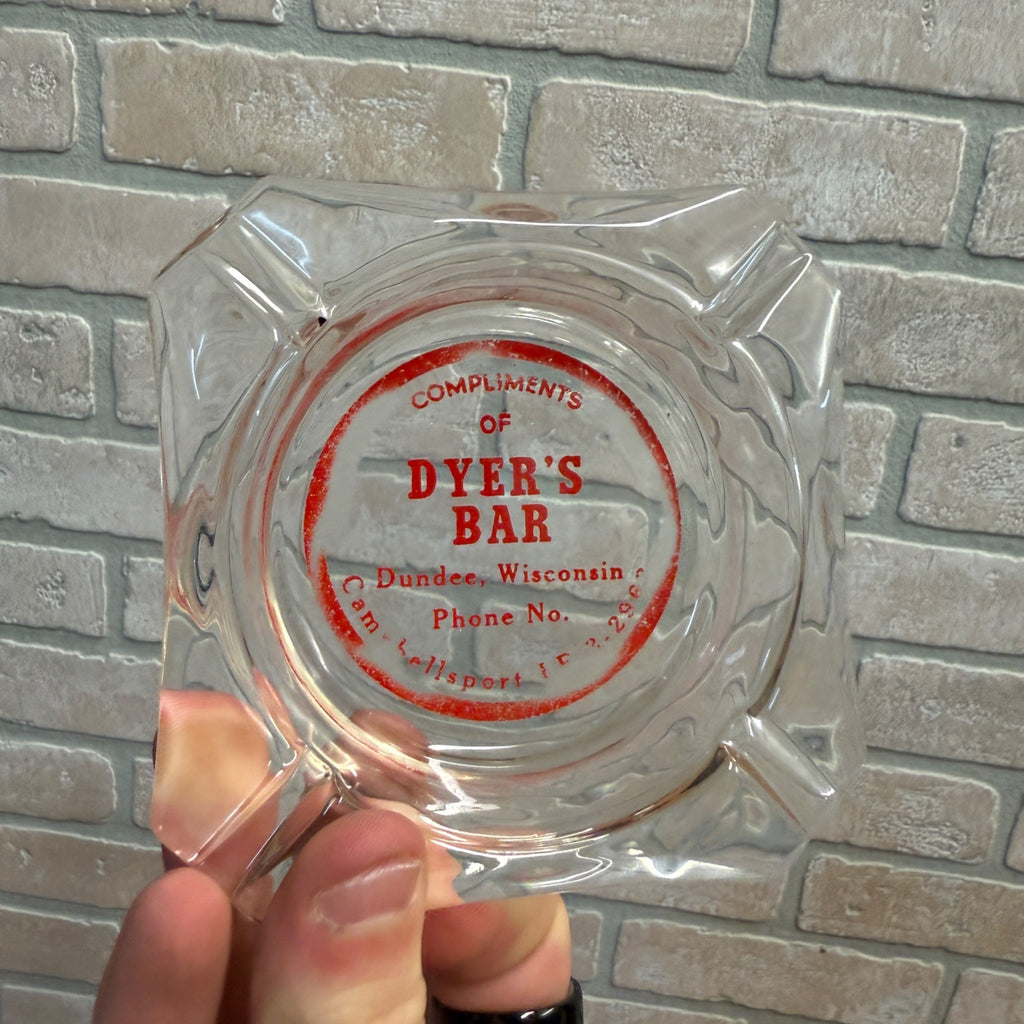 COMPLIMENTS
OF
DYER'S
BAR
Dundee, Wisconsin
Phone No.